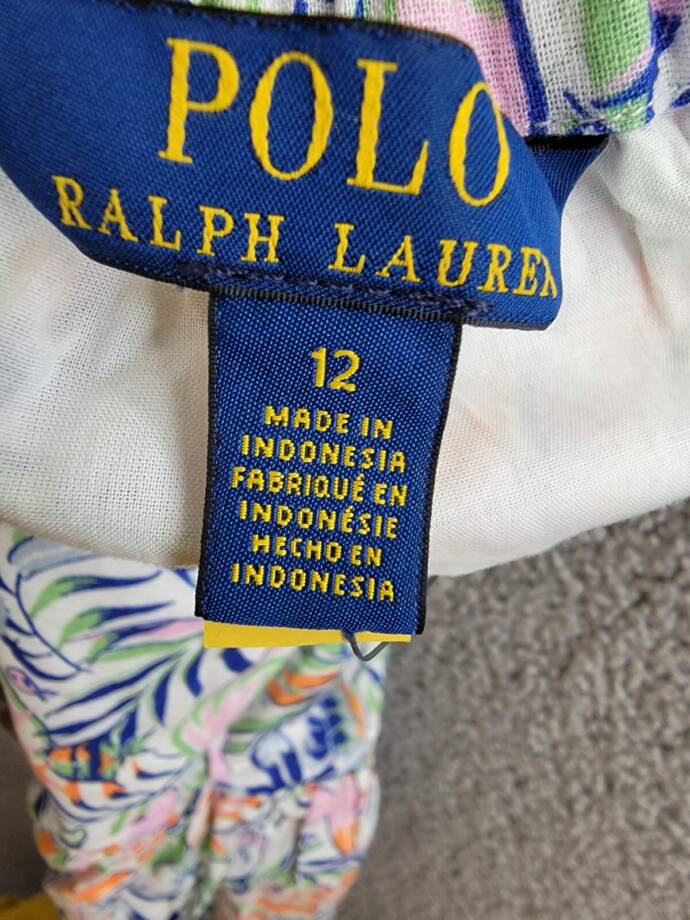 POLO
RALPH LAUREN
12
MADE IN
INDONESIA
FABRIQUÉ EN
INDONÉSIE
HECHO EN
INDONESIA